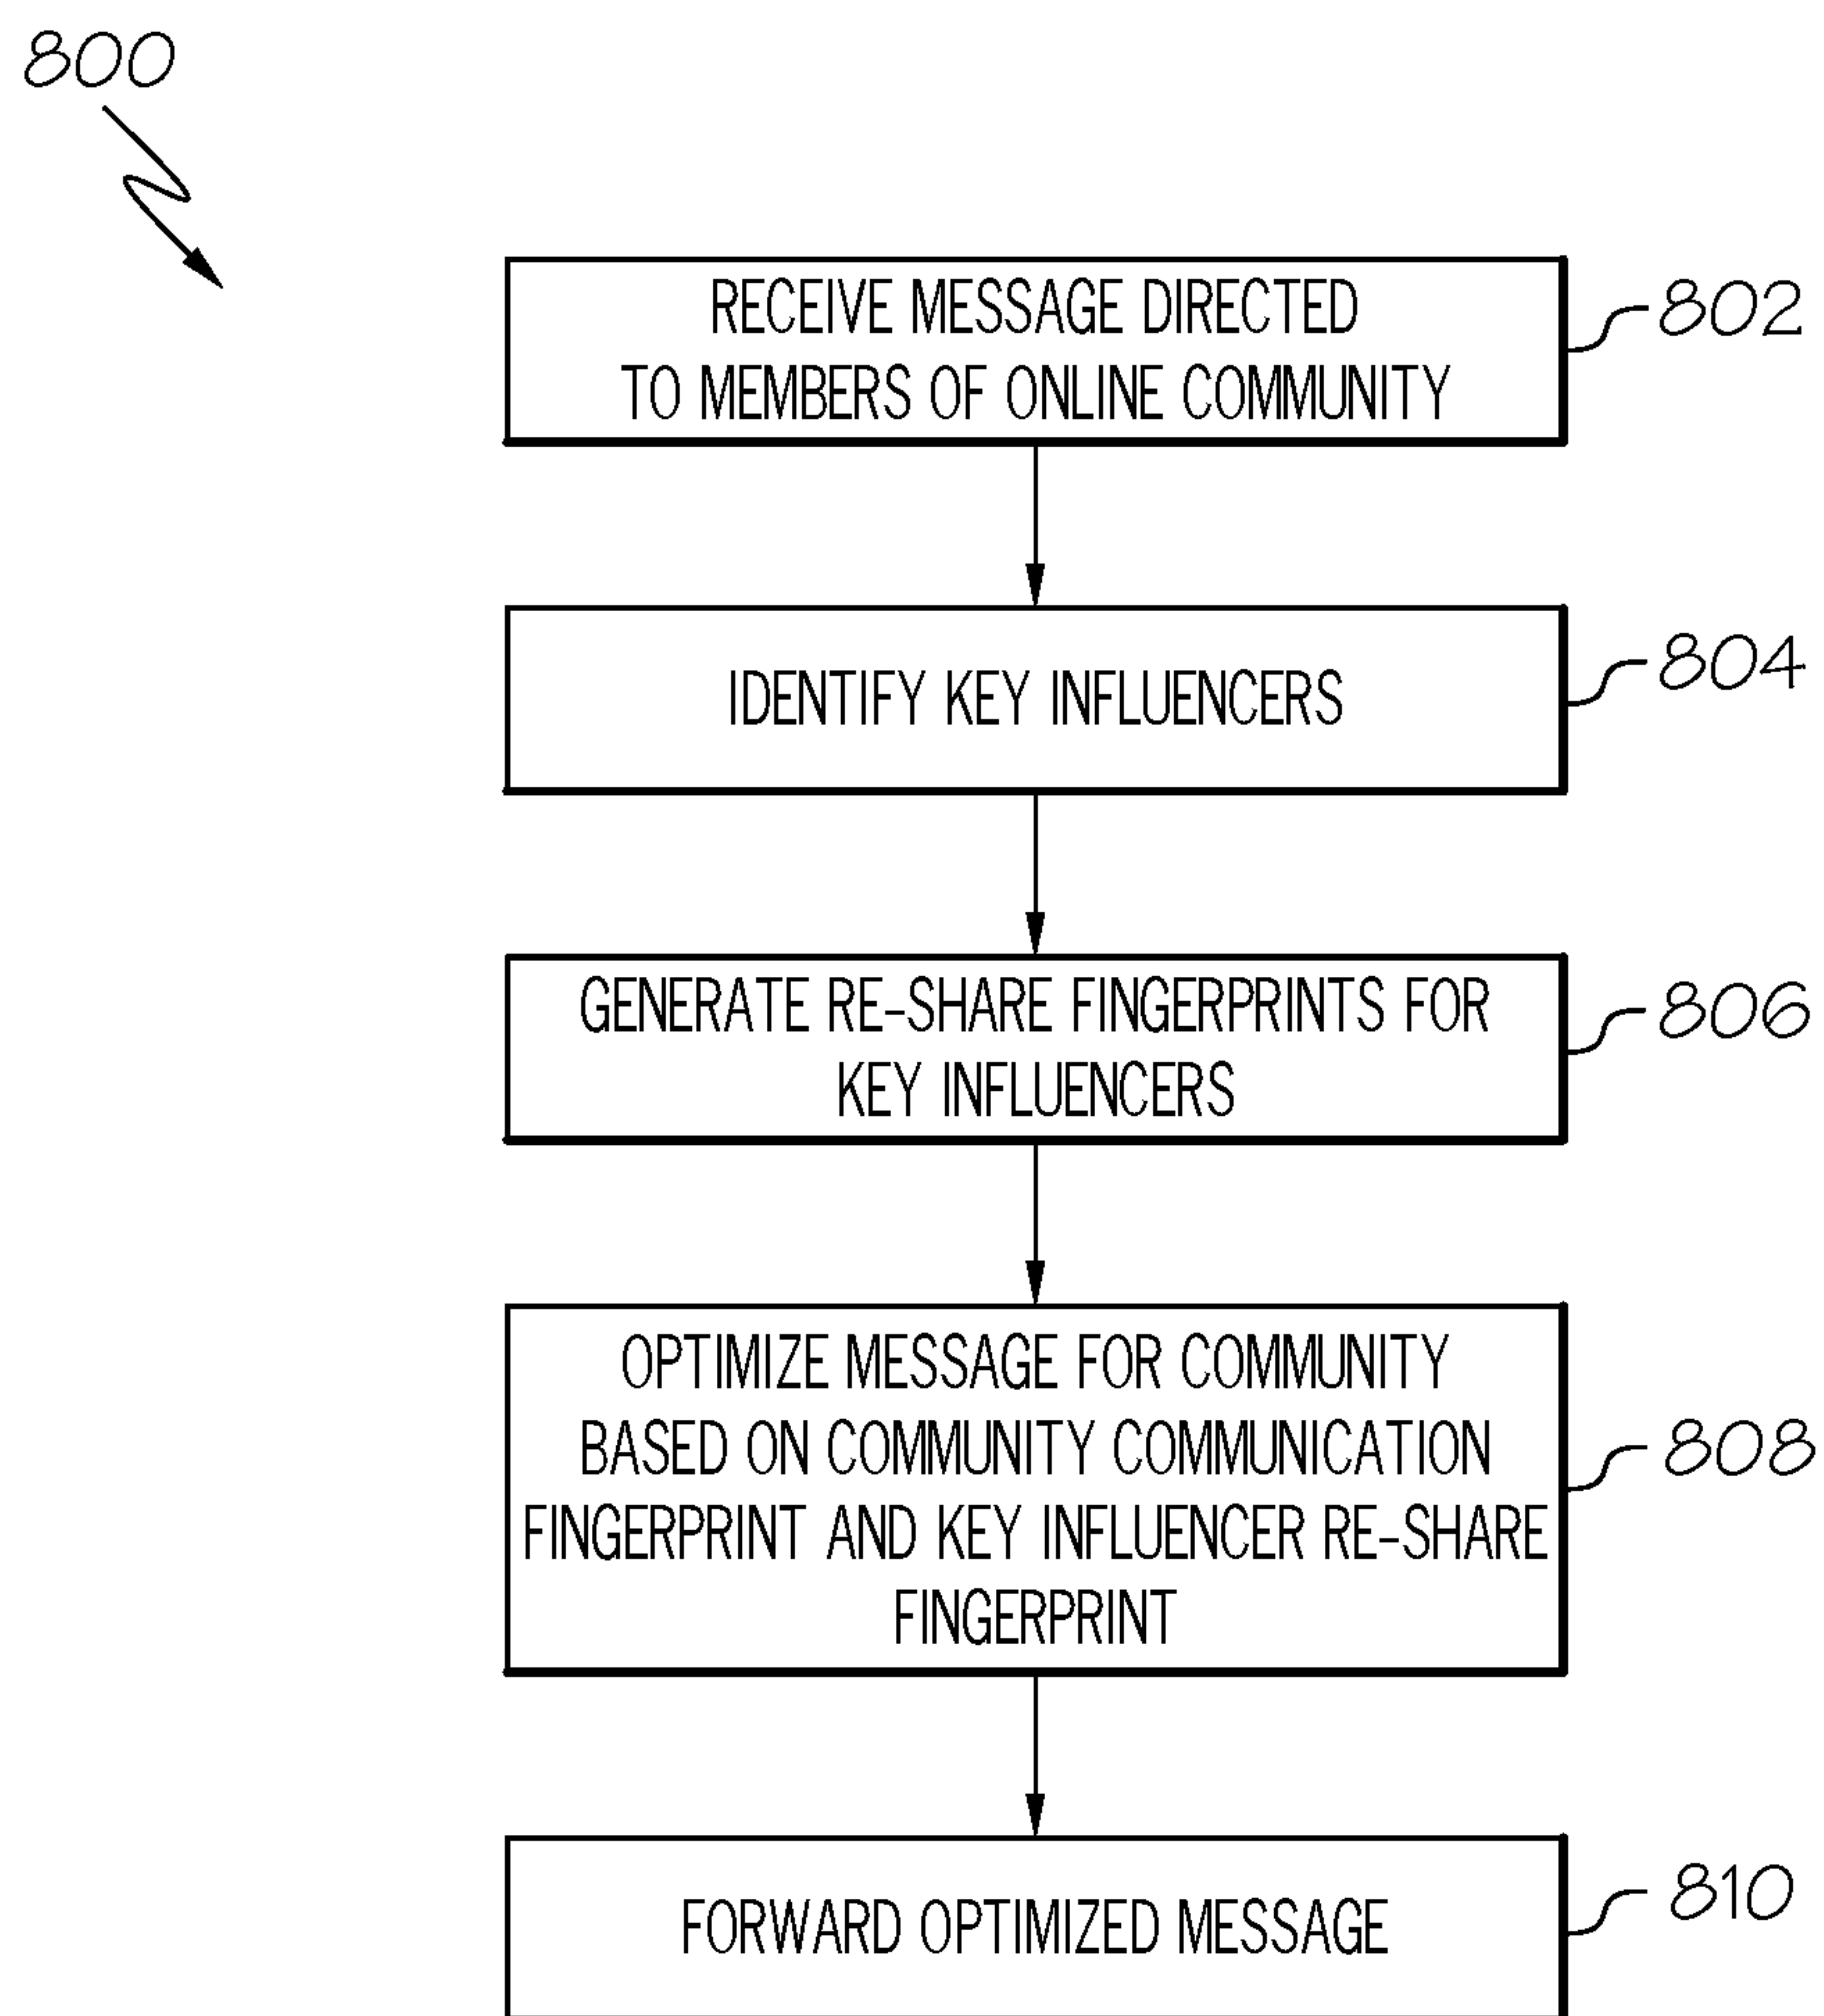 800
RECEIVE MESSAGE DIRECTED
TO MEMBERS OF ONLINE COMMUNITY
802
IDENTIFY KEY INFLUENCERS
804
GENERATE RE-SHARE FINGERPRINTS FOR
KEY INFLUENCERS
806
OPTIMIZE MESSAGE FOR COMMUNITY
BASED ON COMMUNITY COMMUNICATION
FINGERPRINT AND KEY INFLUENCER RE-SHARE
FINGERPRINT
808
FORWARD OPTIMIZED MESSAGE
810